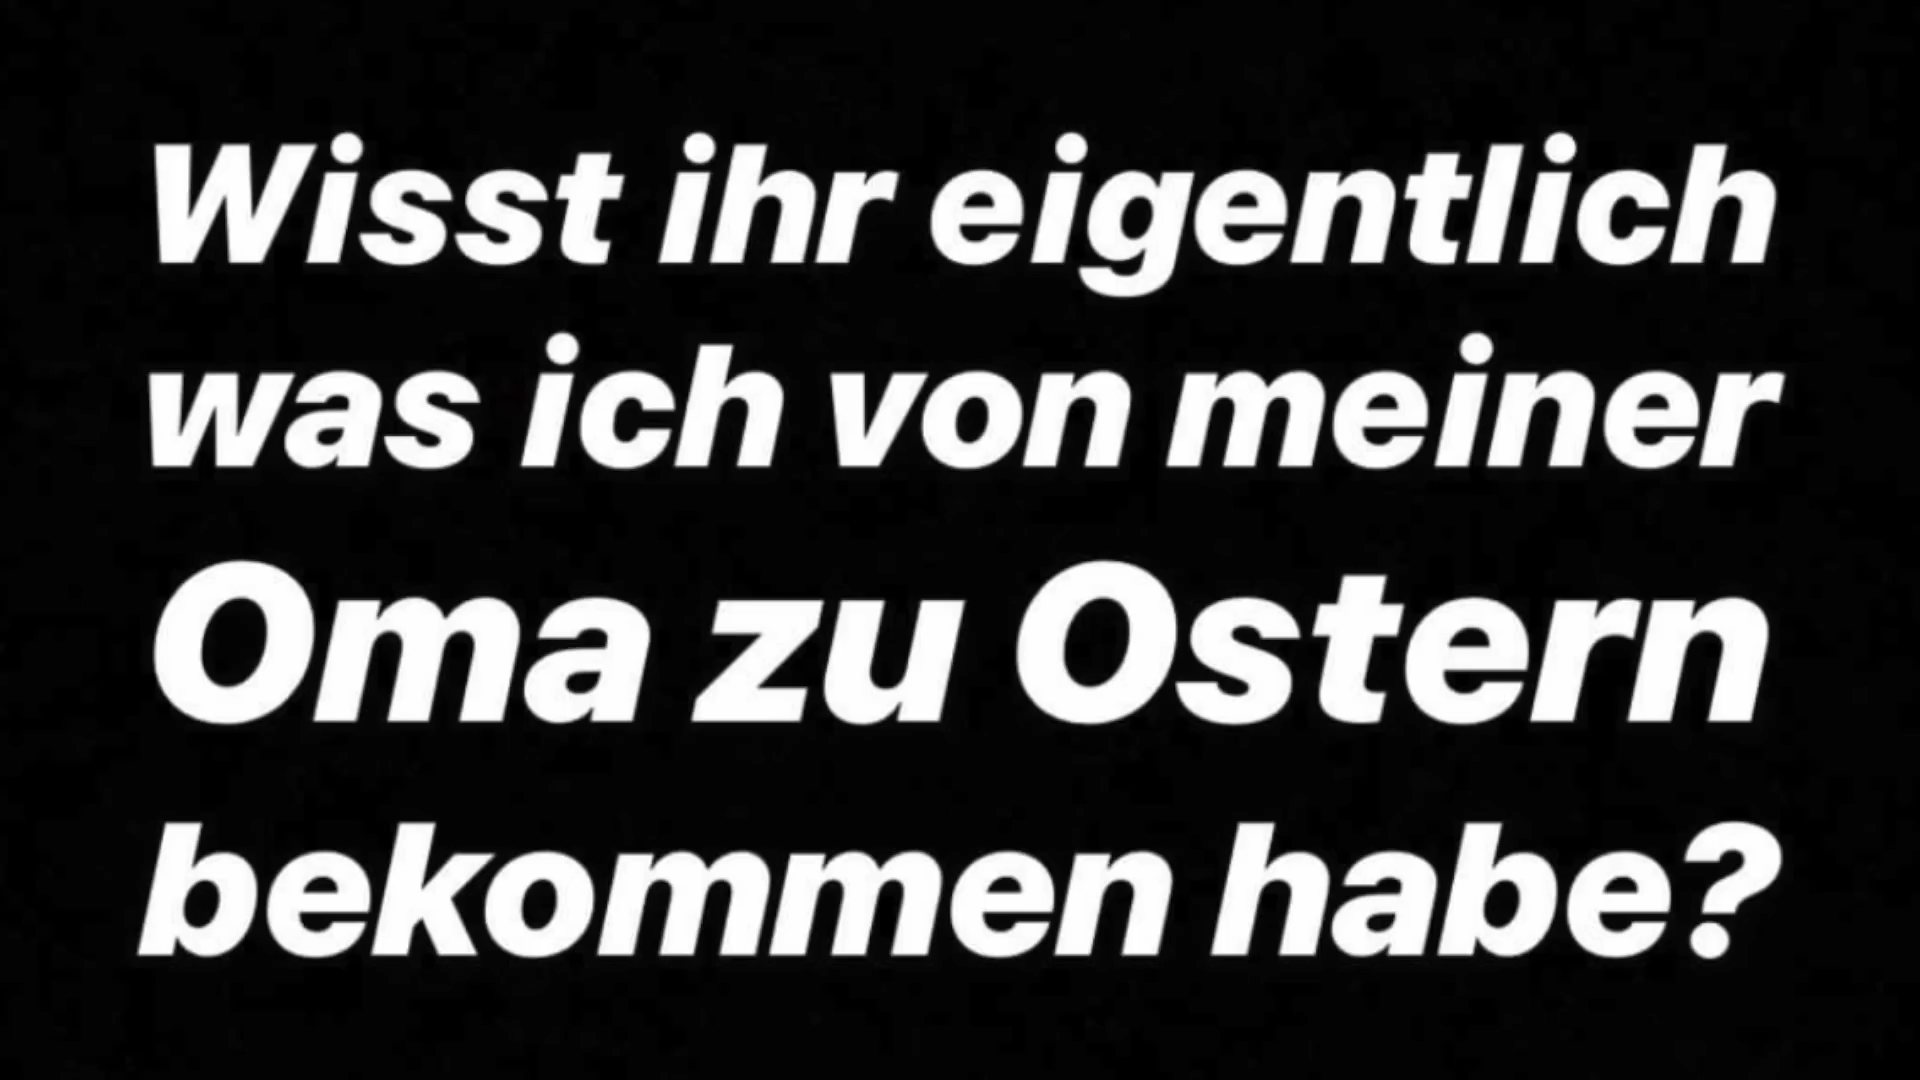 Wisst ihr eigentlich
was ich von meiner
Oma zu Ostern
bekommen habe?